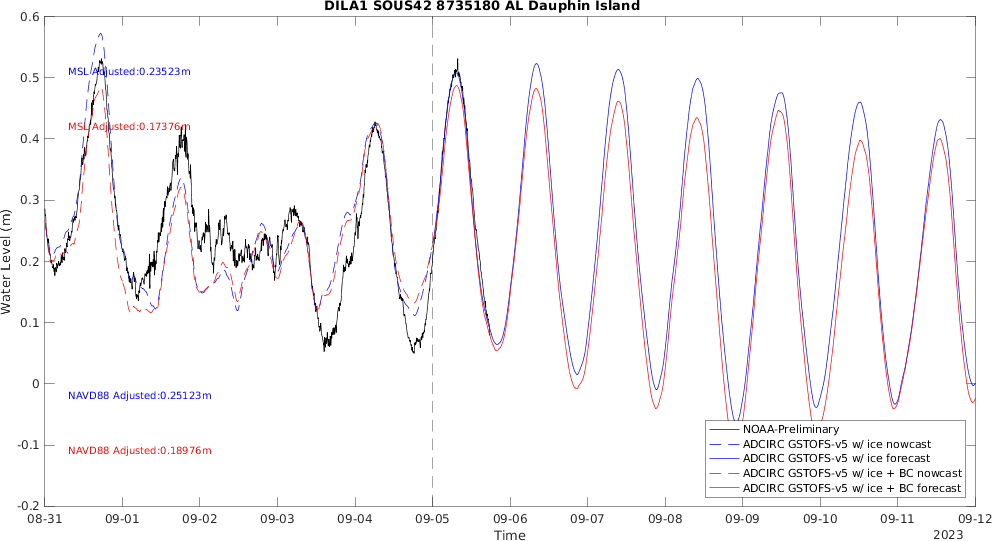 DILA1 SOUS42 8735180 AL Dauphin Island
0.6
0.5
0.4
0.3
0.2
0.1
0
-0.1
-0.2
Water Level (m)
MSL Adjusted:0.23523m
MSL Adjusted:0.17376m
NAVD88 Adjusted:0.25123m
NAVD88 Adjusted:0.18976m
NOAA-Preliminary
ADCIRC GSTOFS-v5 w/ ice nowcast
ADCIRC GSTOFS-v5 w/ ice forecast
ADCIRC GSTOFS-v5 w/ ice + BC nowcast
ADCIRC GSTOFS-v5 w/ ice + BC forecast
08-31 09-01 09-02 09-03 09-04 09-05 09-06 09-07 09-08 09-09 09-10 09-11 09-12
Time
2023